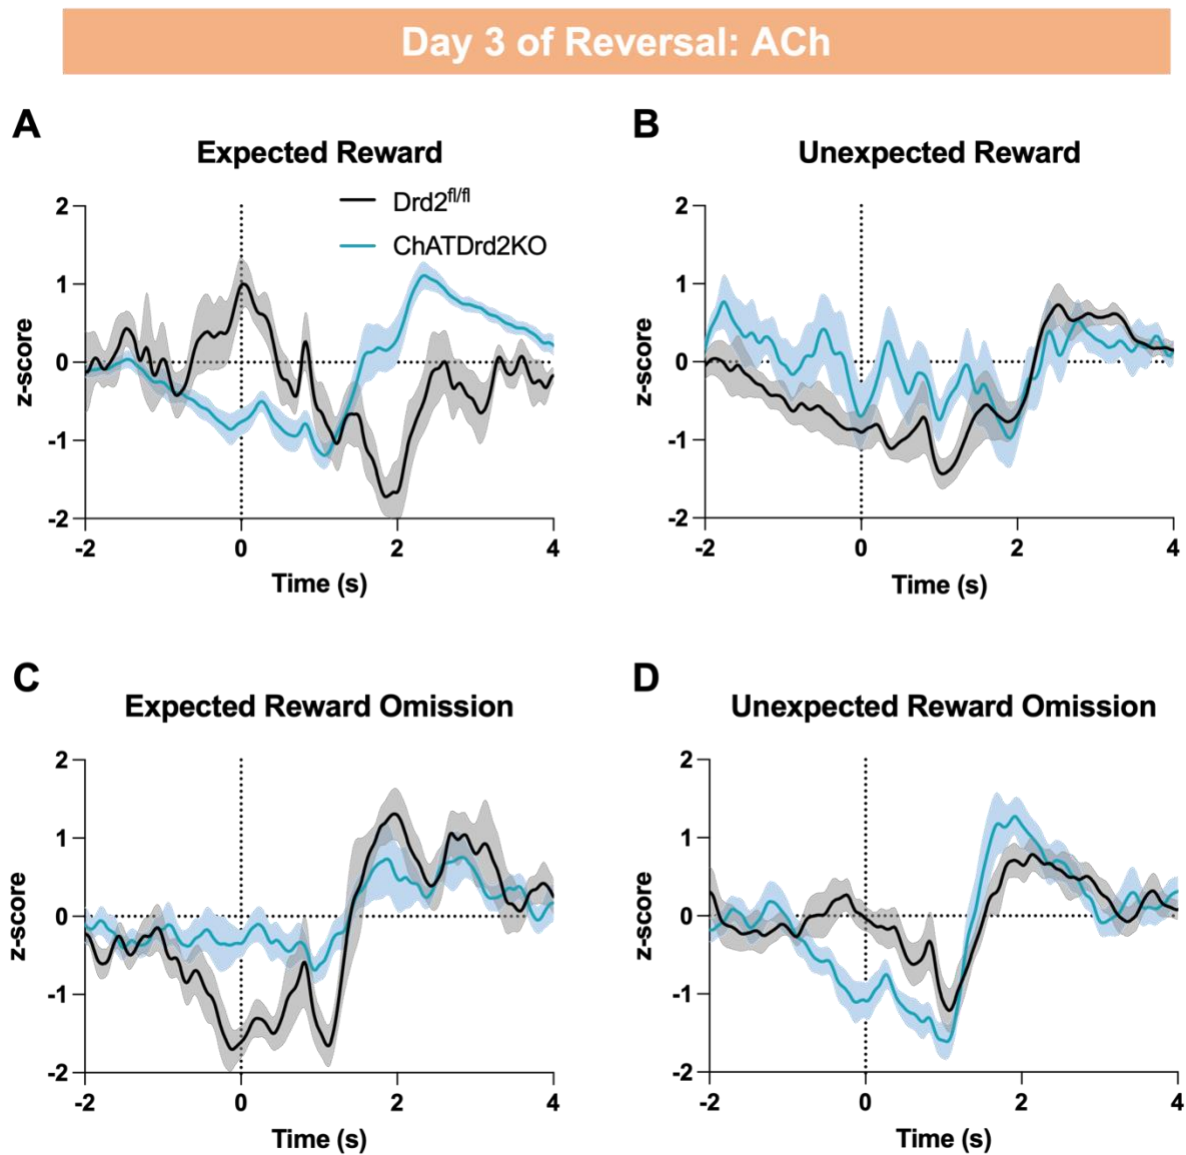 Day 3 of Reversal: ACh
A
Expected Reward
Drd2fl/fl
ChATDrd2KO
2
1
0
-1
-2
z-score
-2 0 2 4
Time (s)
B
Unexpected Reward
2
1
0
-1
-2
z-score
-2 0 2 4
Time (s)
C
Expected Reward Omission
2
1
0
-1
-2
z-score
-2 0 2 4
Time (s)
D
Unexpected Reward Omission
2
1
0
-1
-2
z-score
-2 0 2 4
Time (s)